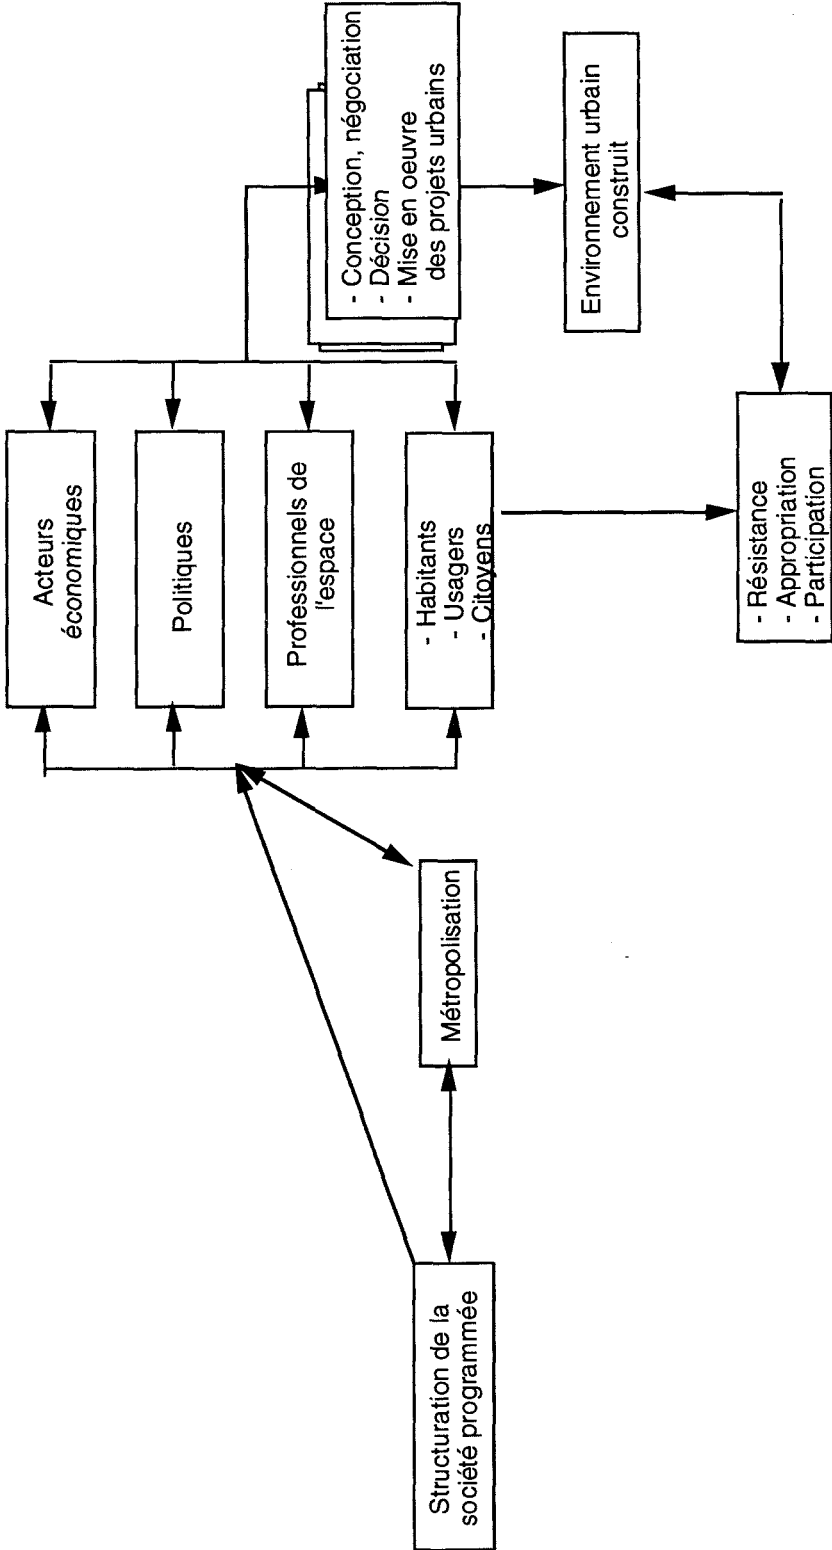 Structuration de la
société programmée
Métropolisation
Acteurs
économiques
Politiques
Professionnels de
l'espace
- Habitants
- Usagers
- Citoyens
- Conception, négociation
- Décision
- Mise en oeuvre
des projets urbains
Environnement urbain
construit
- Résistance
- Appropriation
- Participation